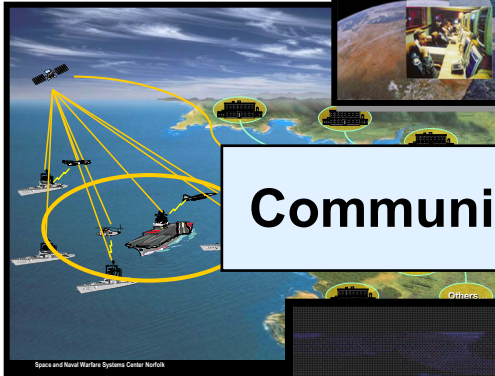 Communi
Others...
Space and Naval Warfare Systems Center Norfolk